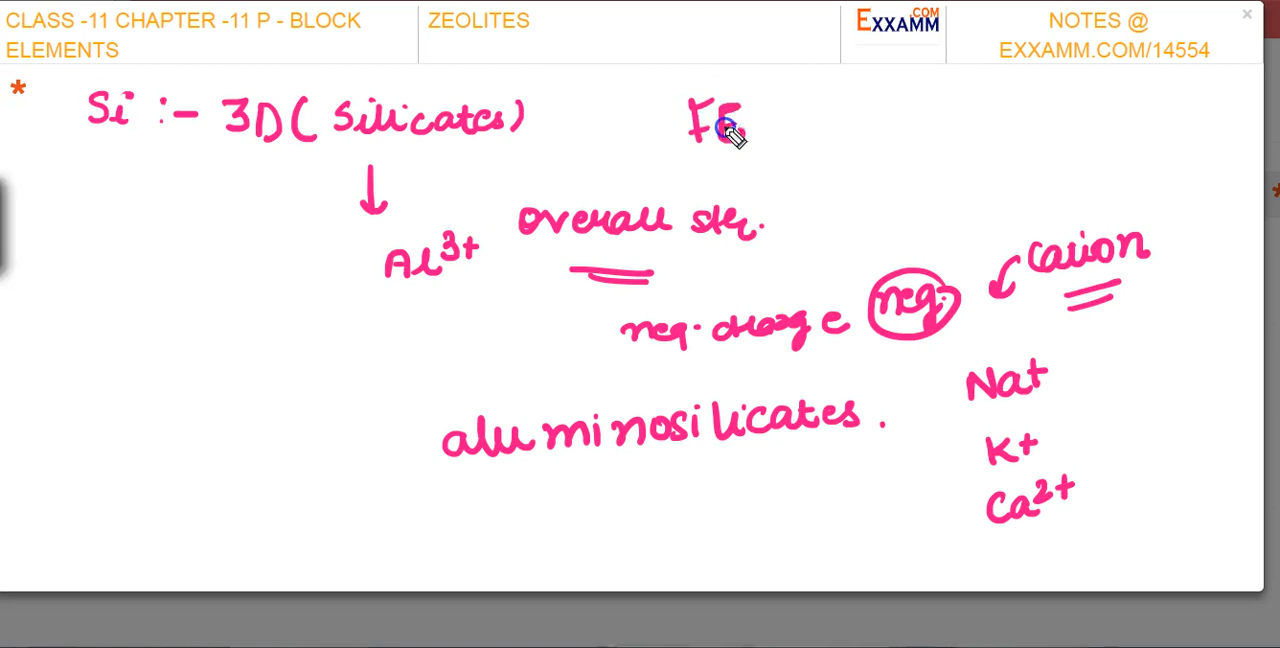 CLASS -11 CHAPTER -11 P - BLOCK
ELEMENTS
ZEOLITES
EXXAMM.COM
NOTES @
EXXAMM.COM/14554
Si :- 3D ( Silicates)
Al3+
overall str.
neg. charge neg.
cation
aluminosilicates.
Na+
K+
Ca2+